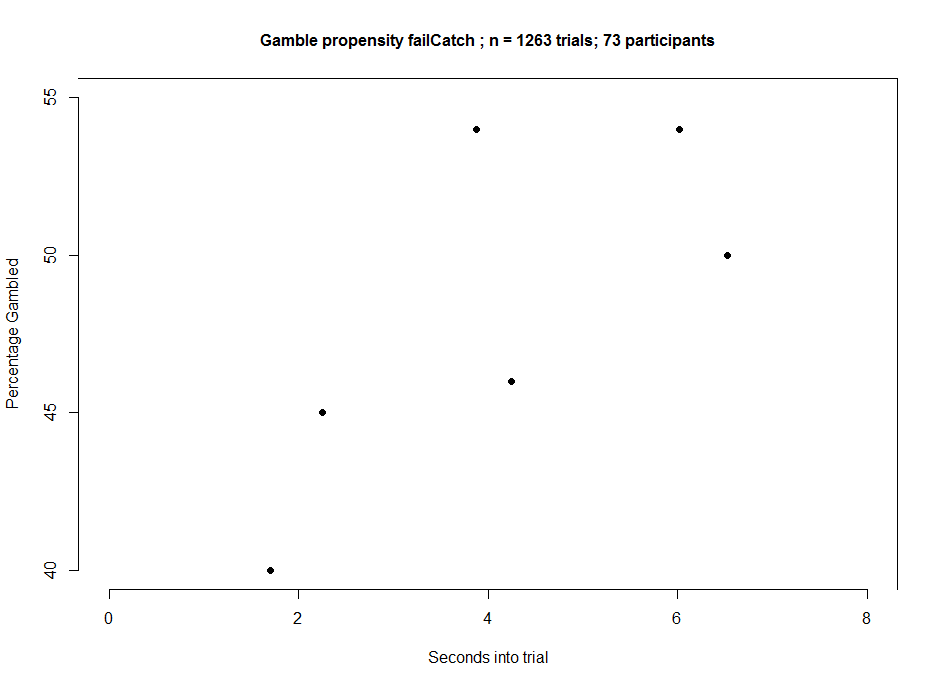 Gamble propensity failCatch ; n = 1263 trials; 73 participants
55
50
45
40
Percentage Gambled
0 2 4 6 8
Seconds into trial